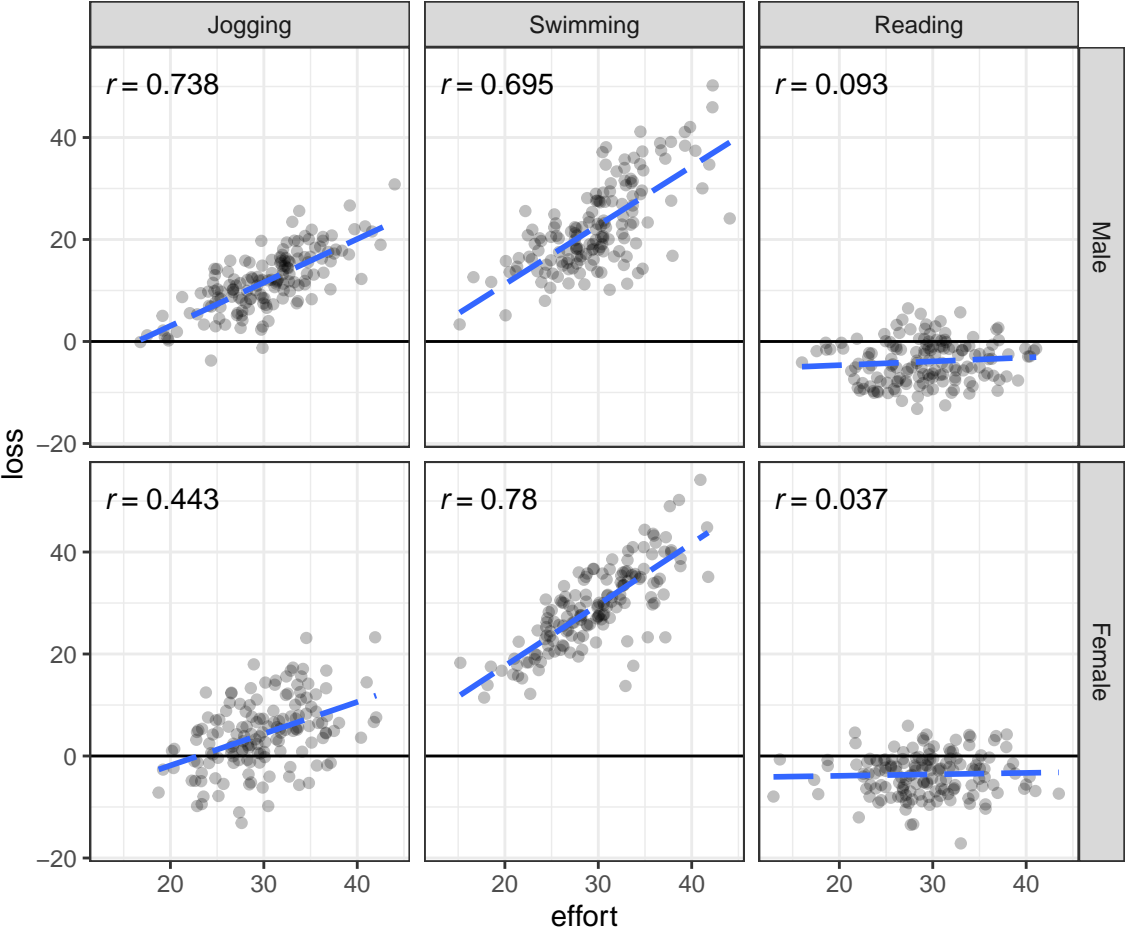 Jogging Swimming Reading
r = 0.738 r = 0.695 r = 0.093
40
20
0
−20
Male
loss
r = 0.443 r = 0.78 r = 0.037
40
20
0
−20
Female
20 30 40 20 30 40 20 30 40
effort